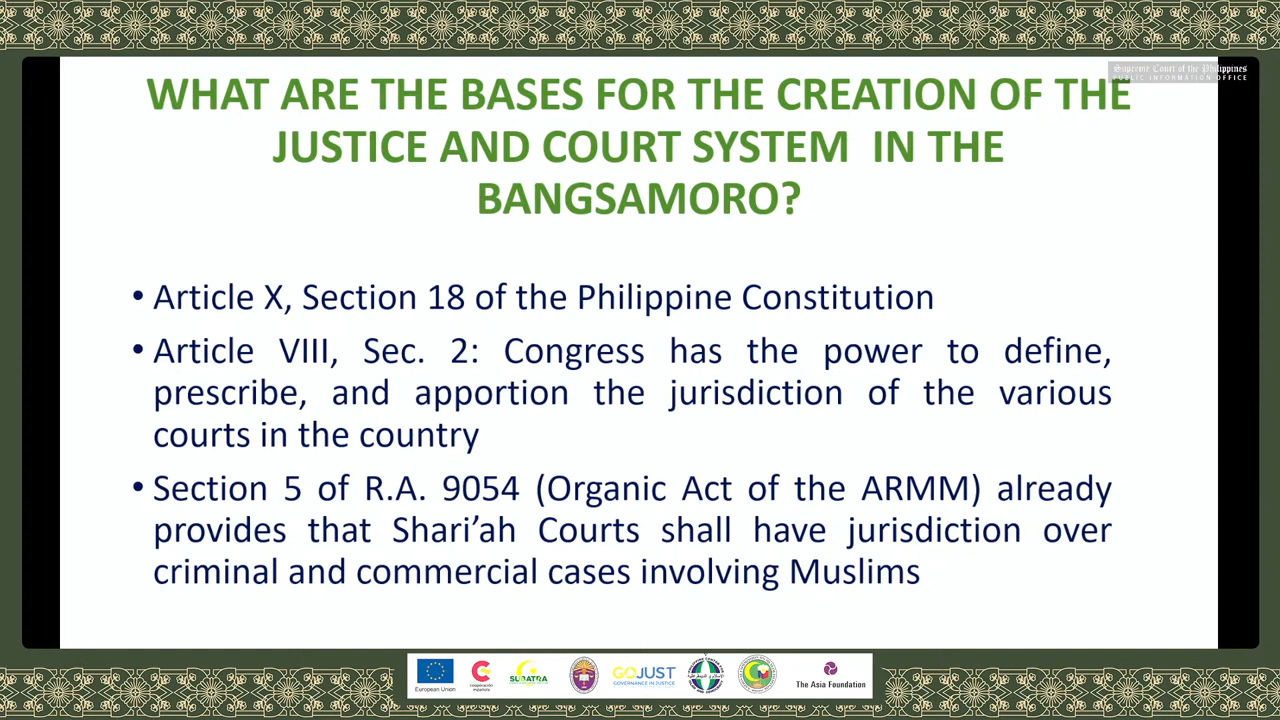 Supreme Court of the Philippines
PUBLIC INFORMATION OFFICE
WHAT ARE THE BASES FOR THE CREATION OF THE
JUSTICE AND COURT SYSTEM IN THE
BANGSAMORO?
• Article X, Section 18 of the Philippine Constitution
• Article VIII, Sec. 2: Congress has the power to define,
prescribe, and apportion the jurisdiction of the various
courts in the country
• Section 5 of R.A. 9054 (Organic Act of the ARMM) already
provides that Shari’ah Courts shall have jurisdiction over
criminal and commercial cases involving Muslims
European Union
cooperación
española
SUBATRA
GOJUST
GOVERNANCE IN JUSTICE
The Asia Foundation